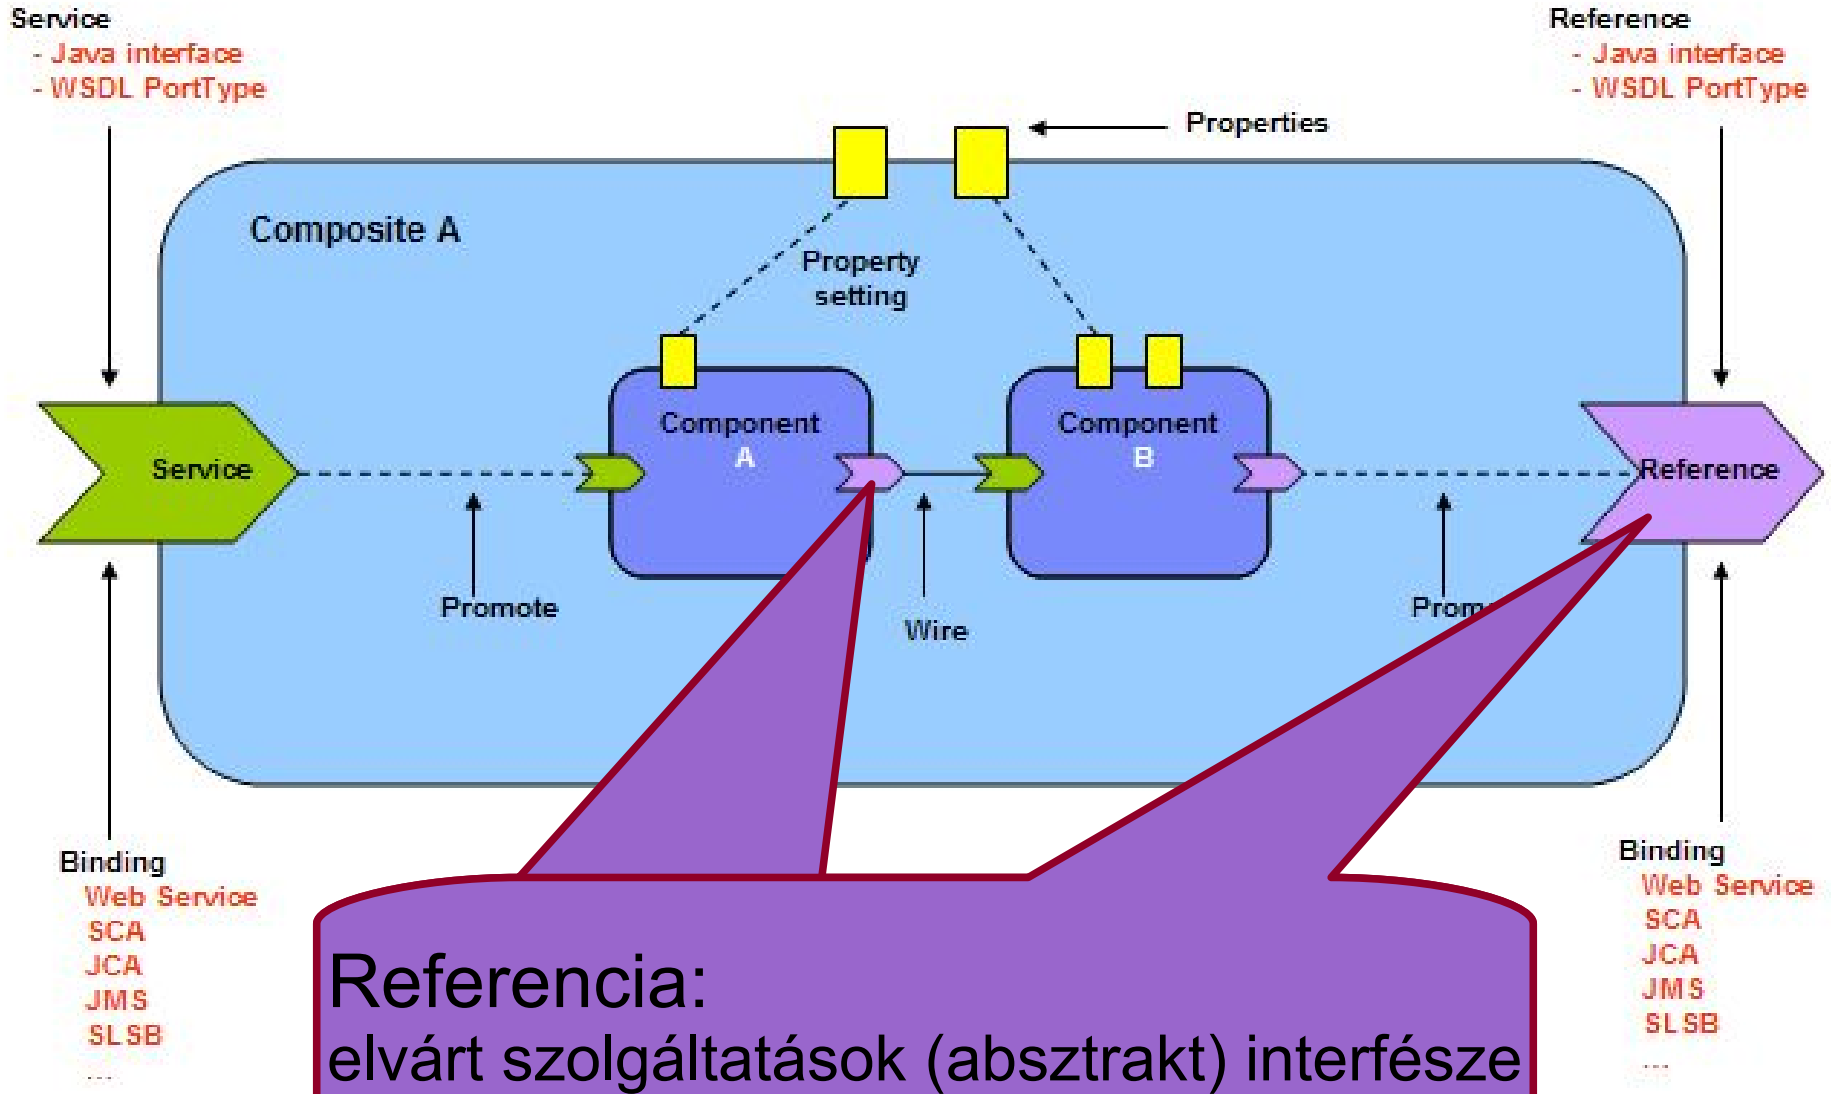 Service
- Java interface
- WSDL PortType
Reference
- Java interface
- WSDL PortType
Properties
Composite A
Property
setting
Component
A
Component
B
Service
Reference
Promote
Wire
Prom
Binding
Web Service
SCA
JCA
JMS
SLSB
...
Binding
Web Service
SCA
JCA
JMS
SLSB
...
Referencia:
elvárt szolgáltatások (absztrakt) interfésze